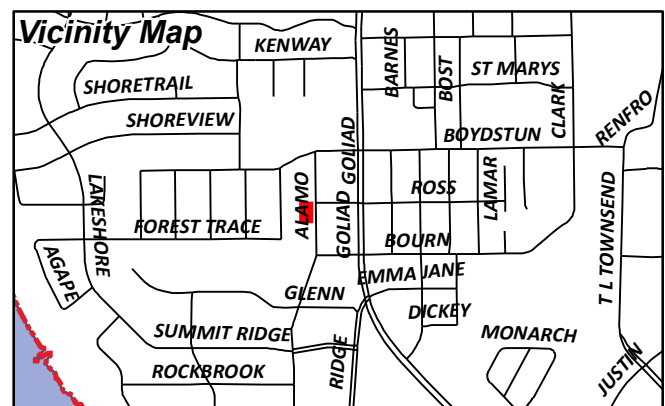 Vicinity Map
KENWAY
BARNES
BOST
ST MARYS
SHORETRAIL
SHOREVIEW
CLARK
RENFRO
BOYDSTUN
GOLIAD
LAKESHORE
ALAMO
GOLIAD
ROSS
LAMAR
FOREST TRACE
BOURN
T L TOWNSEND
AGAPE
EMMA JANE
GLENN
DICKEY
SUMMIT RIDGE
RIDGE
MONARCH
ROCKBROOK
JUSTIN